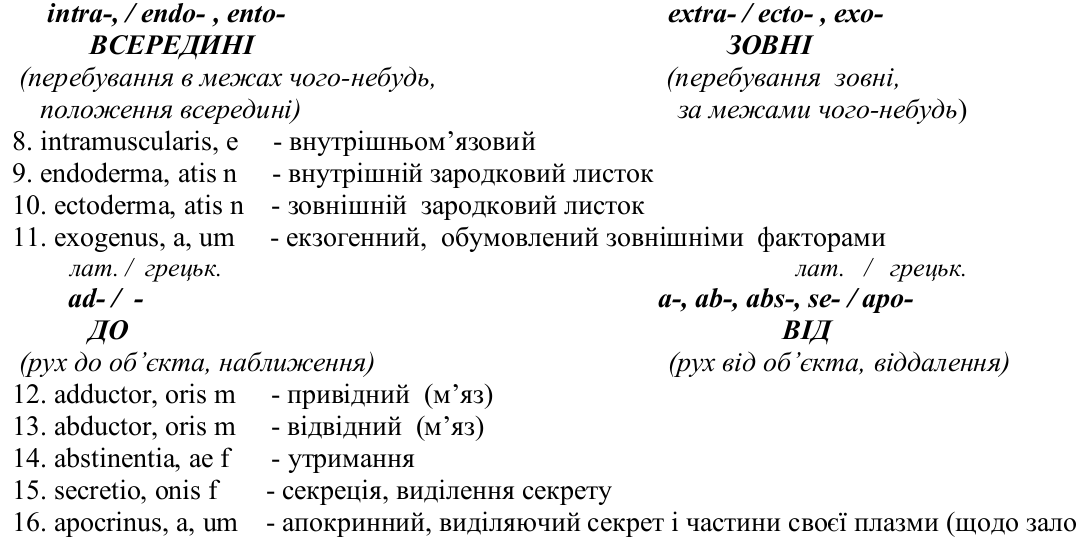 intra-, / endo- , ento- extra- / ecto- , exo-
ВСЕРЕДИНІ ЗОВНІ
(перебування в межах чого-небудь, (перебування зовні,
положення всередині) за межами чого-небудь)
8. intramuscularis, e - внутрішньом’язовий
9. endoderma, atis n - внутрішній зародковий листок
10. ectoderma, atis n - зовнішній зародковий листок
11. exogenus, a, um - екзогенний, обумовлений зовнішніми факторами
лат. / грецьк. лат. / грецьк.
ad- / - a-, ab-, abs-, se- / apo-
ДО ВІД
(рух до об’єкта, наближення) (рух від об’єкта, віддалення)
12. adductor, oris m - привідний (м’яз)
13. abductor, oris m - відвідний (м’яз)
14. abstinentia, ae f - утримання
15. secretio, onis f - секреція, виділення секрету
16. apocrinus, a, um - апокринний, виділяючий секрет і частини своєї плазми (щодо зало